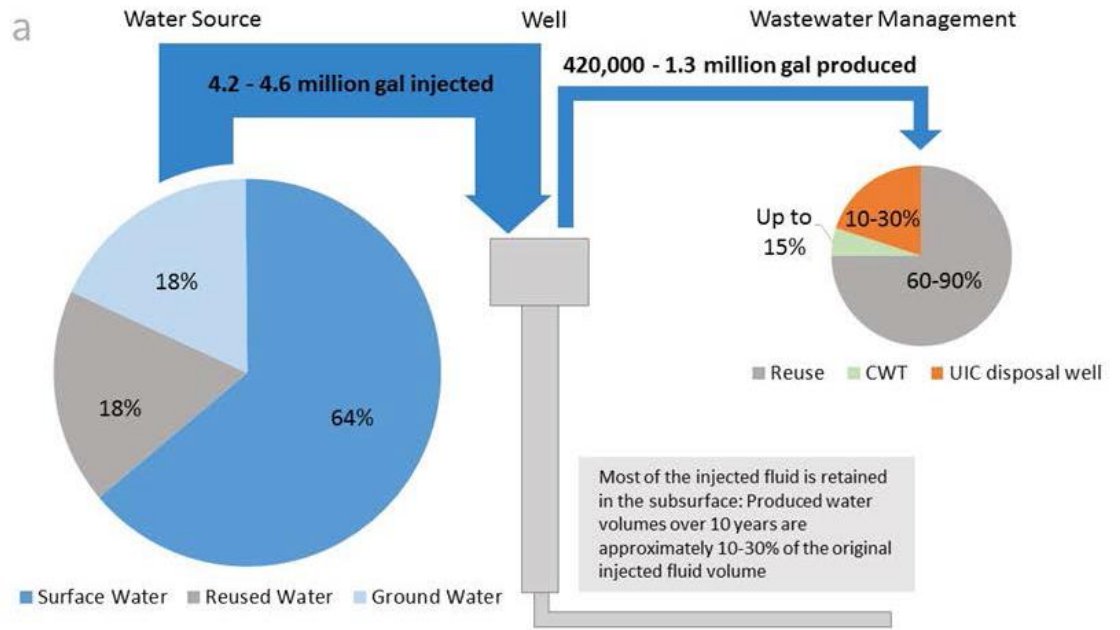 a
Water Source
Well
Wastewater Management
4.2 - 4.6 million gal injected
420,000 - 1.3 million gal produced
18%
18%
64%
Surface Water
Reused Water
Ground Water
Up to
15%
10-30%
60-90%
Reuse
CWT
UIC disposal well
Most of the injected fluid is retained
in the subsurface: Produced water
volumes over 10 years are
approximately 10-30% of the original
injected fluid volume